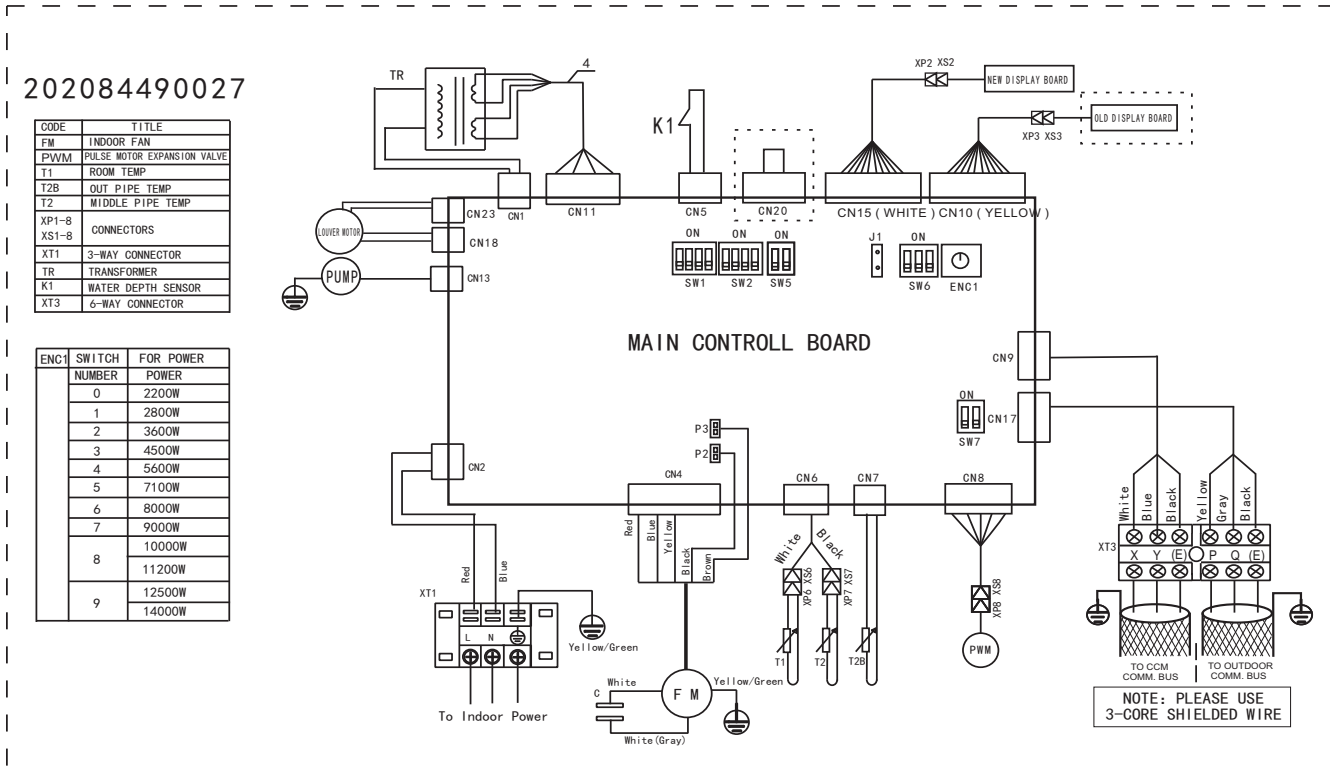 202084490027
CODE TITLE
FM INDOOR FAN
PWM PULSE MOTOR EXPANSION VALVE
T1 ROOM TEMP
T2B OUT PIPE TEMP
T2 MIDDLE PIPE TEMP
XP1-8
XS1-8
CONNECTORS
XT1 3-WAY CONNECTOR
TR TRANSFORMER
K1 WATER DEPTH SENSOR
XT3 6-WAY CONNECTOR
ENC1 SWITCH FOR POWER
NUMBER POWER
0 2200W
1 2800W
2 3600W
3 4500W
4 5600W
5 7100W
6 8000W
7 9000W
8 10000W
11200W
9 12500W
14000W
TR
4
K1
XP2 XS2
NEW DISPLAY BOARD
XP3 XS3
OLD DISPLAY BOARD
CN1
CN11
CN5
CN20
CN15 ( WHITE )
CN10 ( YELLOW )
LOUVER MOTOR
CN23
CN18
PUMP
CN13
ON
SW1
ON
SW2
ON
SW5
J1
ON
SW6
ENC1
MAIN CONTROLL BOARD
CN9
CN17
ON
SW7
CN2
P3
P2
CN4
CN6
CN7
CN8
Red
Blue
Yellow
Black
Brown
White
Black
XP6 XS6
XP7 XS7
XP8 XS8
T1
T2
T2B
PWM
Red
Blue
XT1
L N
Yellow/Green
To Indoor Power
C
White
F M
Yellow/Green
White(Gray)
White
Blue
Black
Yellow
Gray
Black
XT3
X Y (E) P Q (E)
TO CCM
COMM. BUS
TO OUTDOOR
COMM. BUS
NOTE: PLEASE USE
3-CORE SHIELDED WIRE